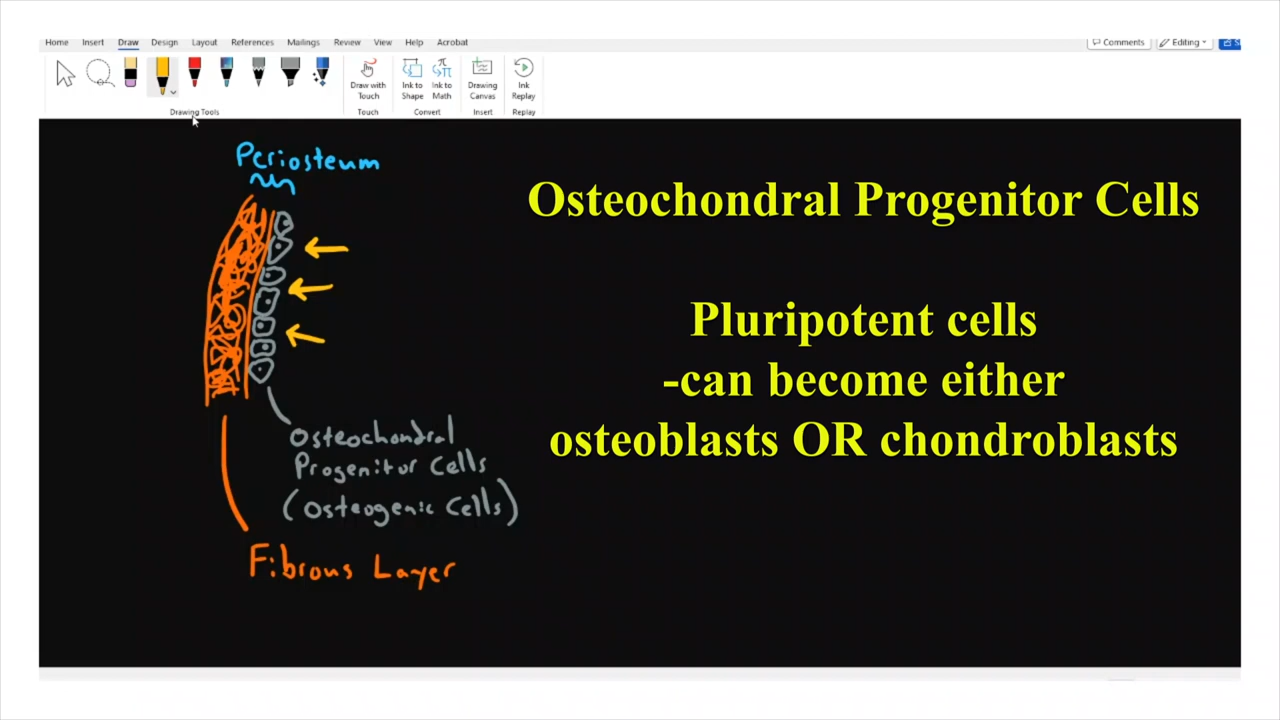 Home Insert Draw Design Layout References Mailings Review View Help Acrobat
Comments Editing
Draw with Touch
Ink to Shape
Ink to Math
Drawing Canvas
Ink Replay
Drawing Tools Touch Convert Insert Replay
Periosteum
Osteochondral
Progenitor Cells
(Osteogenic Cells)
Fibrous Layer
Osteochondral Progenitor Cells
Pluripotent cells
-can become either
osteoblasts OR chondroblasts